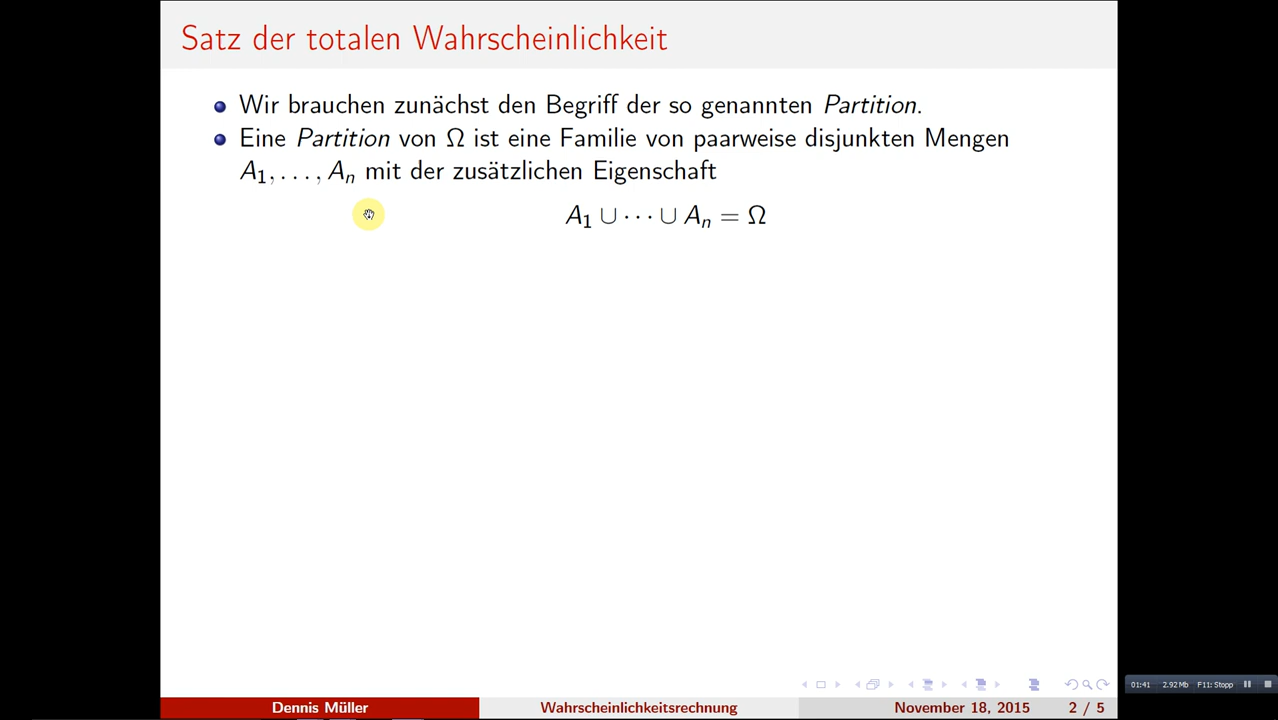 Satz der totalen Wahrscheinlichkeit
Wir brauchen zunächst den Begriff der so genannten Partition.
Eine Partition von Ω ist eine Familie von paarweise disjunkten Mengen
A₁, . . . , Aₙ mit der zusätzlichen Eigenschaft
A₁ ∪ ⋯ ∪ Aₙ = Ω
01:41 2.92 Mb F11: Stopp
Dennis Müller Wahrscheinlichkeitsrechnung November 18, 2015 2 / 5